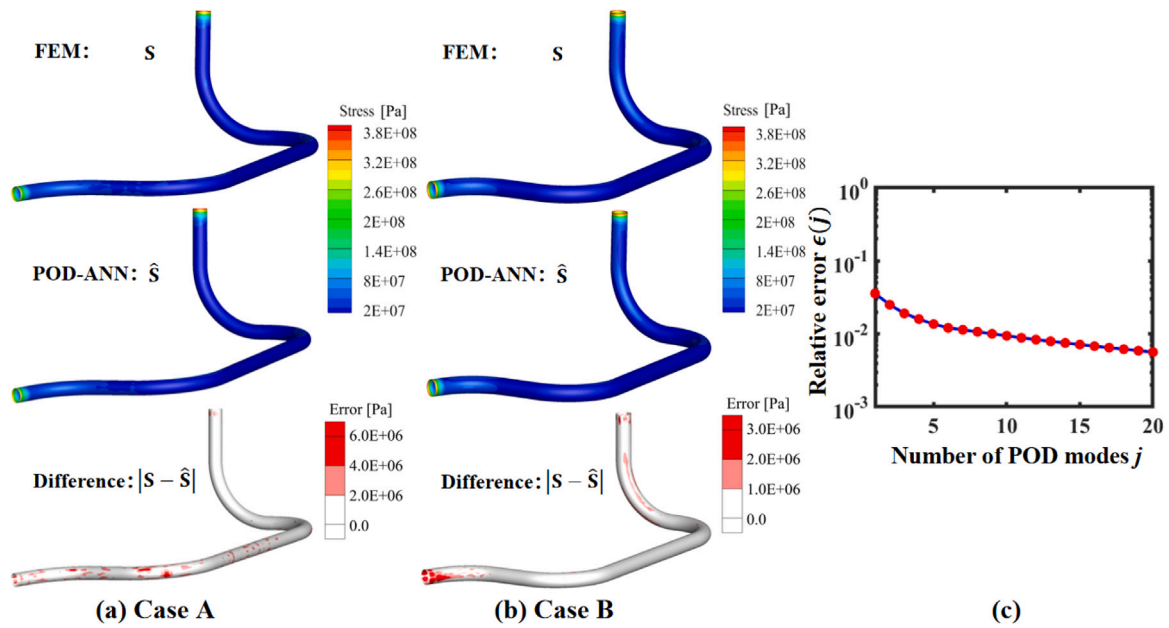 FEM: S
Stress [Pa]
3.8E+08
3.2E+08
2.6E+08
2E+08
1.4E+08
8E+07
2E+07
POD-ANN: Ŝ
Error [Pa]
6.0E+06
4.0E+06
2.0E+06
0.0
Difference: |S − Ŝ|
(a) Case A
FEM: S
Stress [Pa]
3.8E+08
3.2E+08
2.6E+08
2E+08
1.4E+08
8E+07
2E+07
POD-ANN: Ŝ
Error [Pa]
3.0E+06
2.0E+06
1.0E+06
0.0
Difference: |S − Ŝ|
(b) Case B
Relative error ϵ(j)
10⁰
10⁻¹
10⁻²
10⁻³
5 10 15 20
Number of POD modes j
(c)